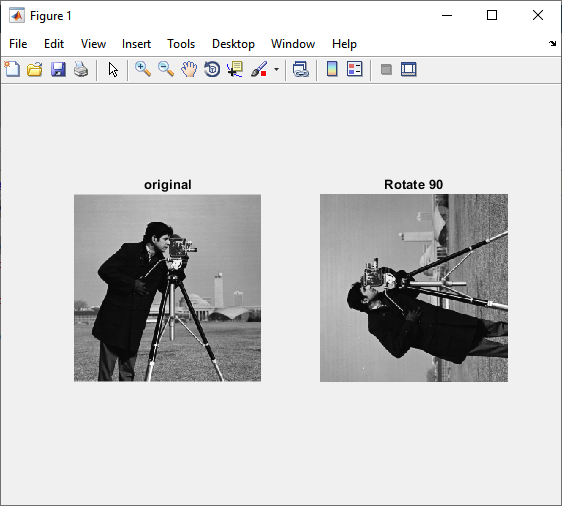 Figure 1
File Edit View Insert Tools Desktop Window Help
original Rotate 90